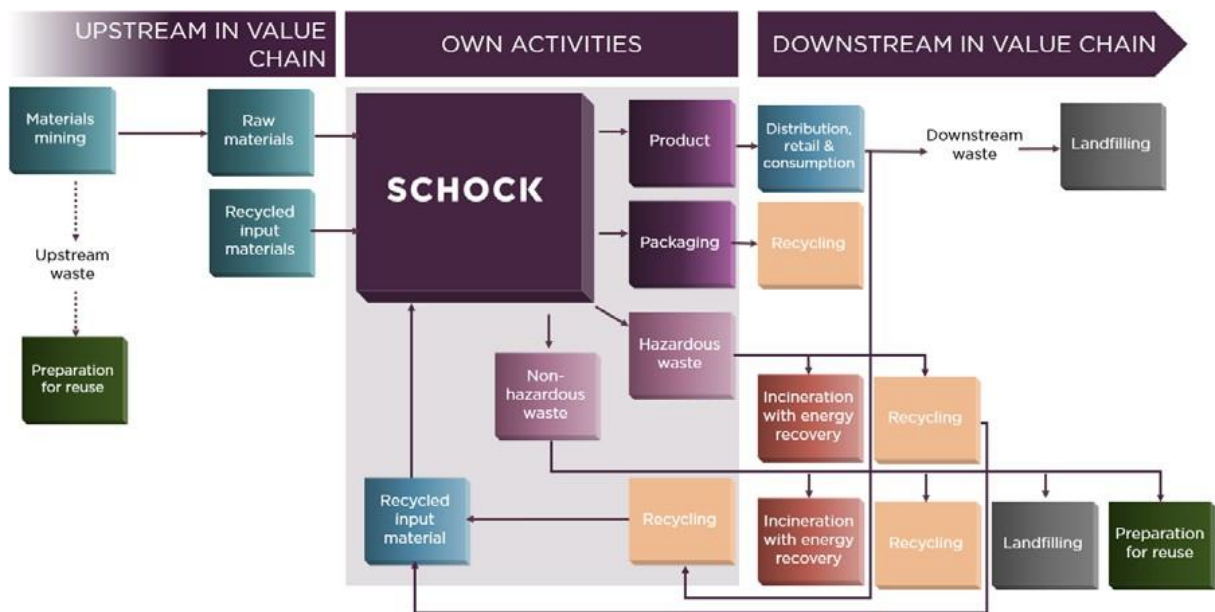 UPSTREAM IN VALUE
CHAIN
OWN ACTIVITIES
DOWNSTREAM IN VALUE CHAIN
Materials
mining
Raw
materials
Recycled
input
materials
Upstream
waste
Preparation
for reuse
SCHOCK
Product
Packaging
Hazardous
waste
Non-
hazardous
waste
Recycled
input
material
Recycling
Distribution,
retail &
consumption
Downstream
waste
Landfilling
Recycling
Incineration
with energy
recovery
Recycling
Incineration
with energy
recovery
Recycling
Landfilling
Preparation
for reuse